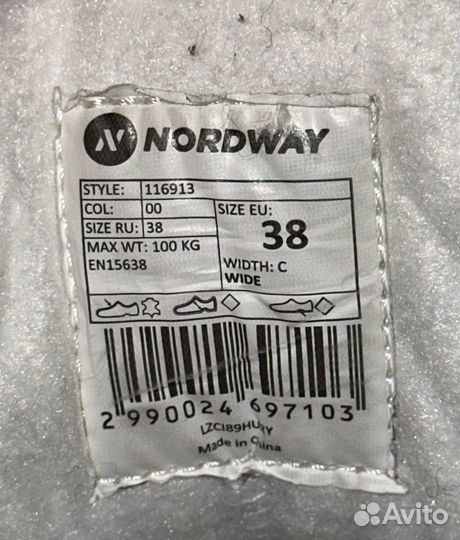 NORDWAY
STYLE: 116913
COL: 00
SIZE RU: 38
MAX WT: 100 KG
EN15638
SIZE EU:
38
WIDTH: C
WIDE
2 990024 697103
LZCI89HURY
Made in China
Avito